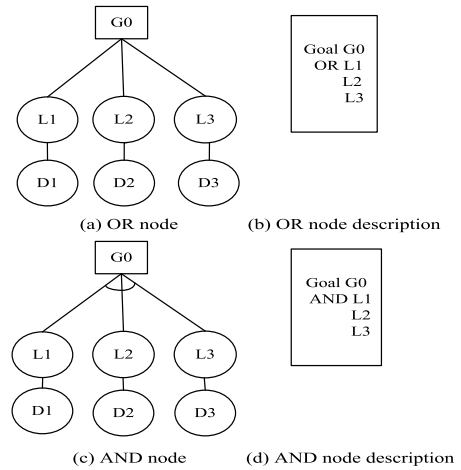 G0
L1 L2 L3
D1 D2 D3
Goal G0
OR L1
L2
L3
(a) OR node
(b) OR node description
G0
L1 L2 L3
D1 D2 D3
Goal G0
AND L1
L2
L3
(c) AND node
(d) AND node description